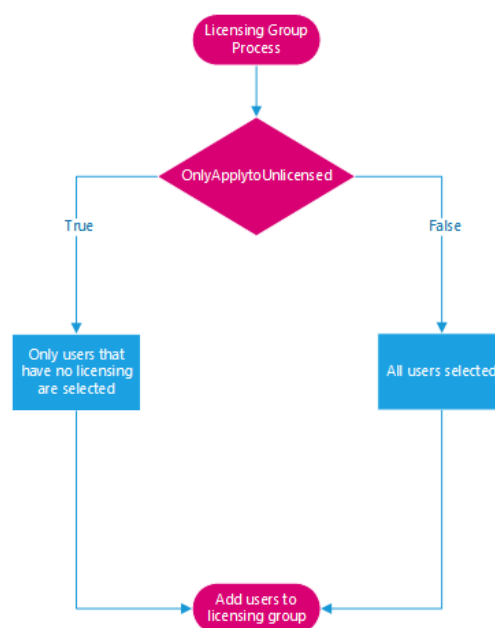 Licensing Group
Process
OnlyApplytoUnlicensed
True
False
Only users that
have no licensing
are selected
All users selected
Add users to
licensing group